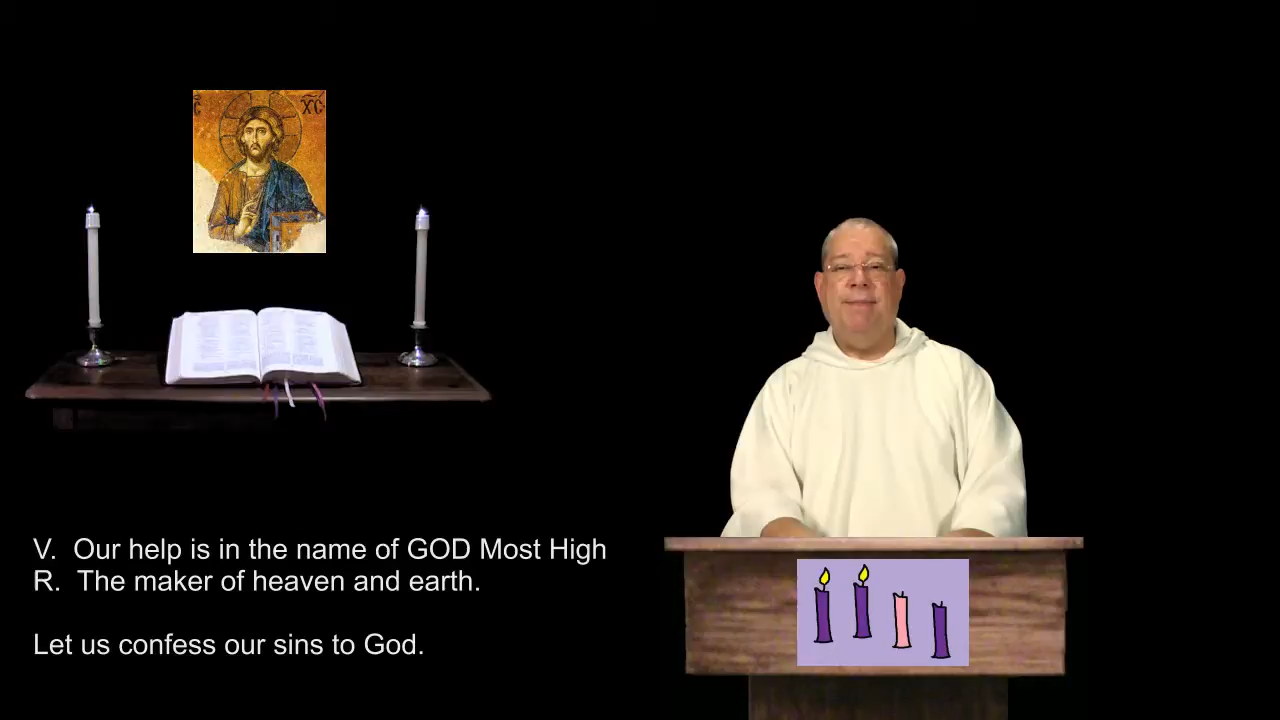 V.  Our help is in the name of GOD Most High
R.  The maker of heaven and earth.
Let us confess our sins to God.